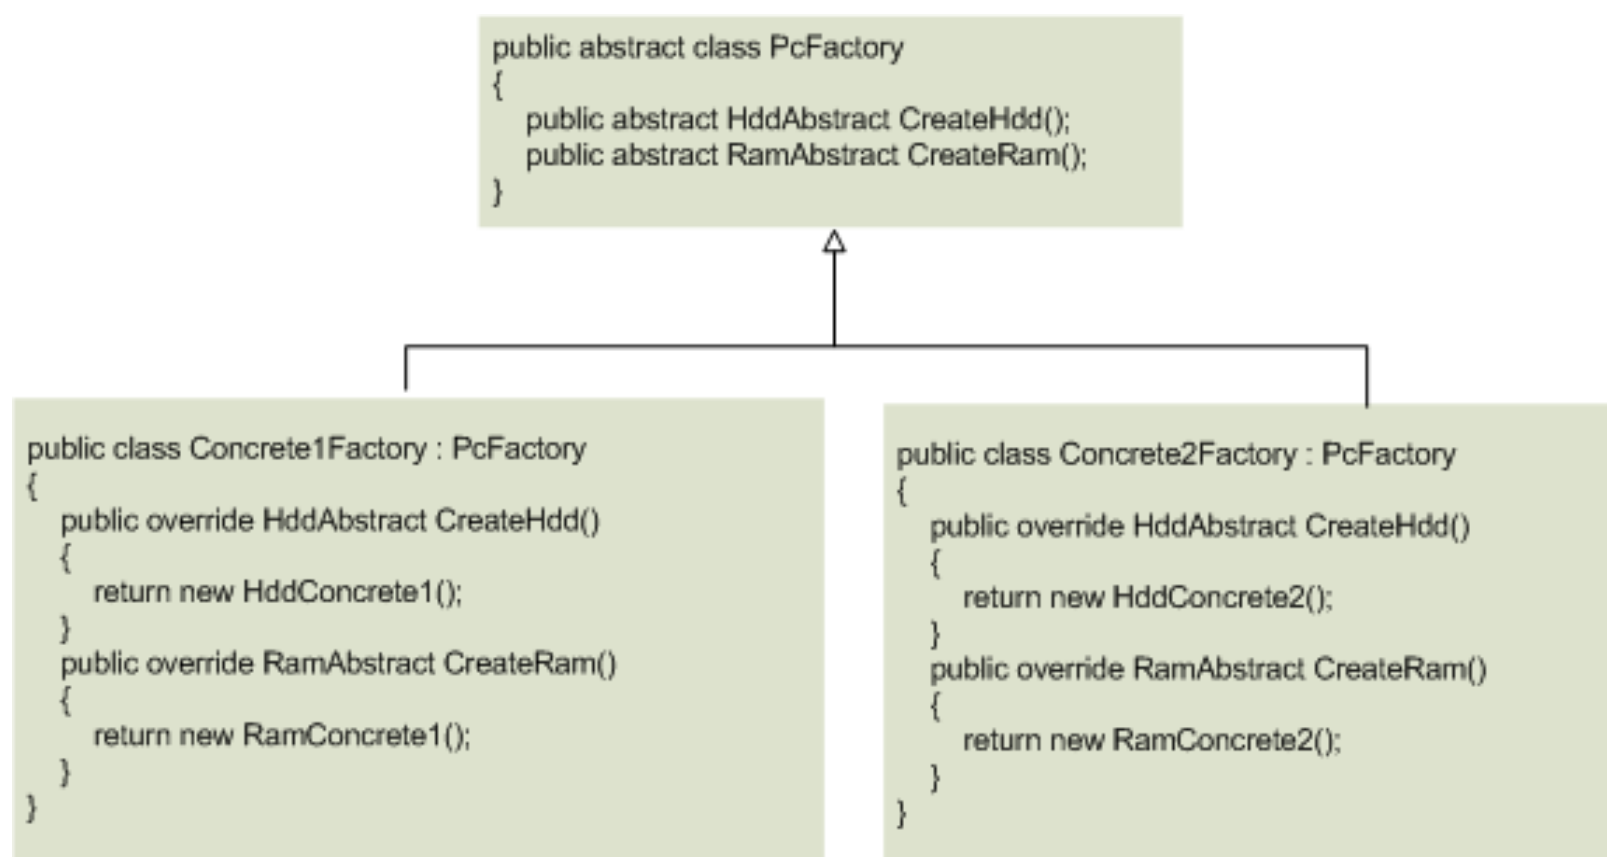 public abstract class PcFactory
{
public abstract HddAbstract CreateHdd();
public abstract RamAbstract CreateRam();
}
public class Concrete1Factory : PcFactory
{
public override HddAbstract CreateHdd()
{
return new HddConcrete1();
}
public override RamAbstract CreateRam()
{
return new RamConcrete1();
}
}
public class Concrete2Factory : PcFactory
{
public override HddAbstract CreateHdd()
{
return new HddConcrete2();
}
public override RamAbstract CreateRam()
{
return new RamConcrete2();
}
}